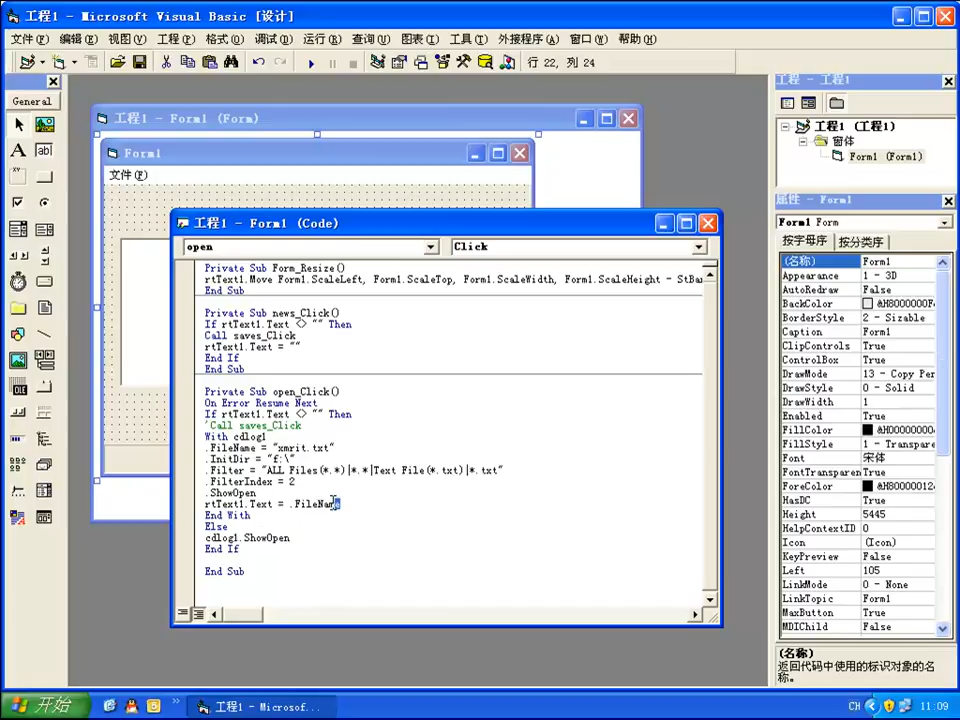 工程1 - Microsoft Visual Basic [设计]
文件(F) 编辑(E) 视图(V) 工程(P) 格式(O) 调试(D) 运行(R) 查询(U) 图表(I) 工具(T) 外接程序(A) 窗口(W) 帮助(H)
行 22, 列 24
General
工程1 - Form1 (Form)
Form1
文件(F)
工程1 - Form1 (Code)
open
Click
Private Sub Form_Resize()
rtText1.Move Form1.ScaleLeft, Form1.ScaleTop, Form1.ScaleWidth, Form1.ScaleHeight - StBa
End Sub
Private Sub news_Click()
If rtText1.Text <> "" Then
Call saves_Click
rtText1.Text = ""
End If
End Sub
Private Sub open_Click()
On Error Resume Next
If rtText1.Text <> "" Then
'Call saves_Click
With cdlog1
.FileName = "xmrit.txt"
.InitDir = "f:\"
.Filter = "ALL Files(*.*)|*.*|Text File(*.txt)|*.txt"
.FilterIndex = 2
.ShowOpen
rtText1.Text = .FileName
End With
Else
cdlog1.ShowOpen
End If
End Sub
工程 - 工程1
工程1 (工程1)
窗体
Form1 (Form1)
属性 - Form1
Form1 Form
按字母序 按分类序
(名称) Form1
Appearance 1 - 3D
AutoRedraw False
BackColor &H8000000F&
BorderStyle 2 - Sizable
Caption Form1
ClipControls True
ControlBox True
DrawMode 13 - Copy Pen
DrawStyle 0 - Solid
DrawWidth 1
Enabled True
FillColor &H00000000&
FillStyle 1 - Transparent
Font 宋体
ForeColor &H80000012&
HasDC True
Height 5445
HelpContextID 0
Icon (Icon)
KeyPreview False
Left 105
LinkMode 0 - None
LinkTopic Form1
MaxButton True
MDIChild False
(名称)
返回代码中使用的标识对象的名
称。
开始
工程1 - Microsof...
CH
11:09